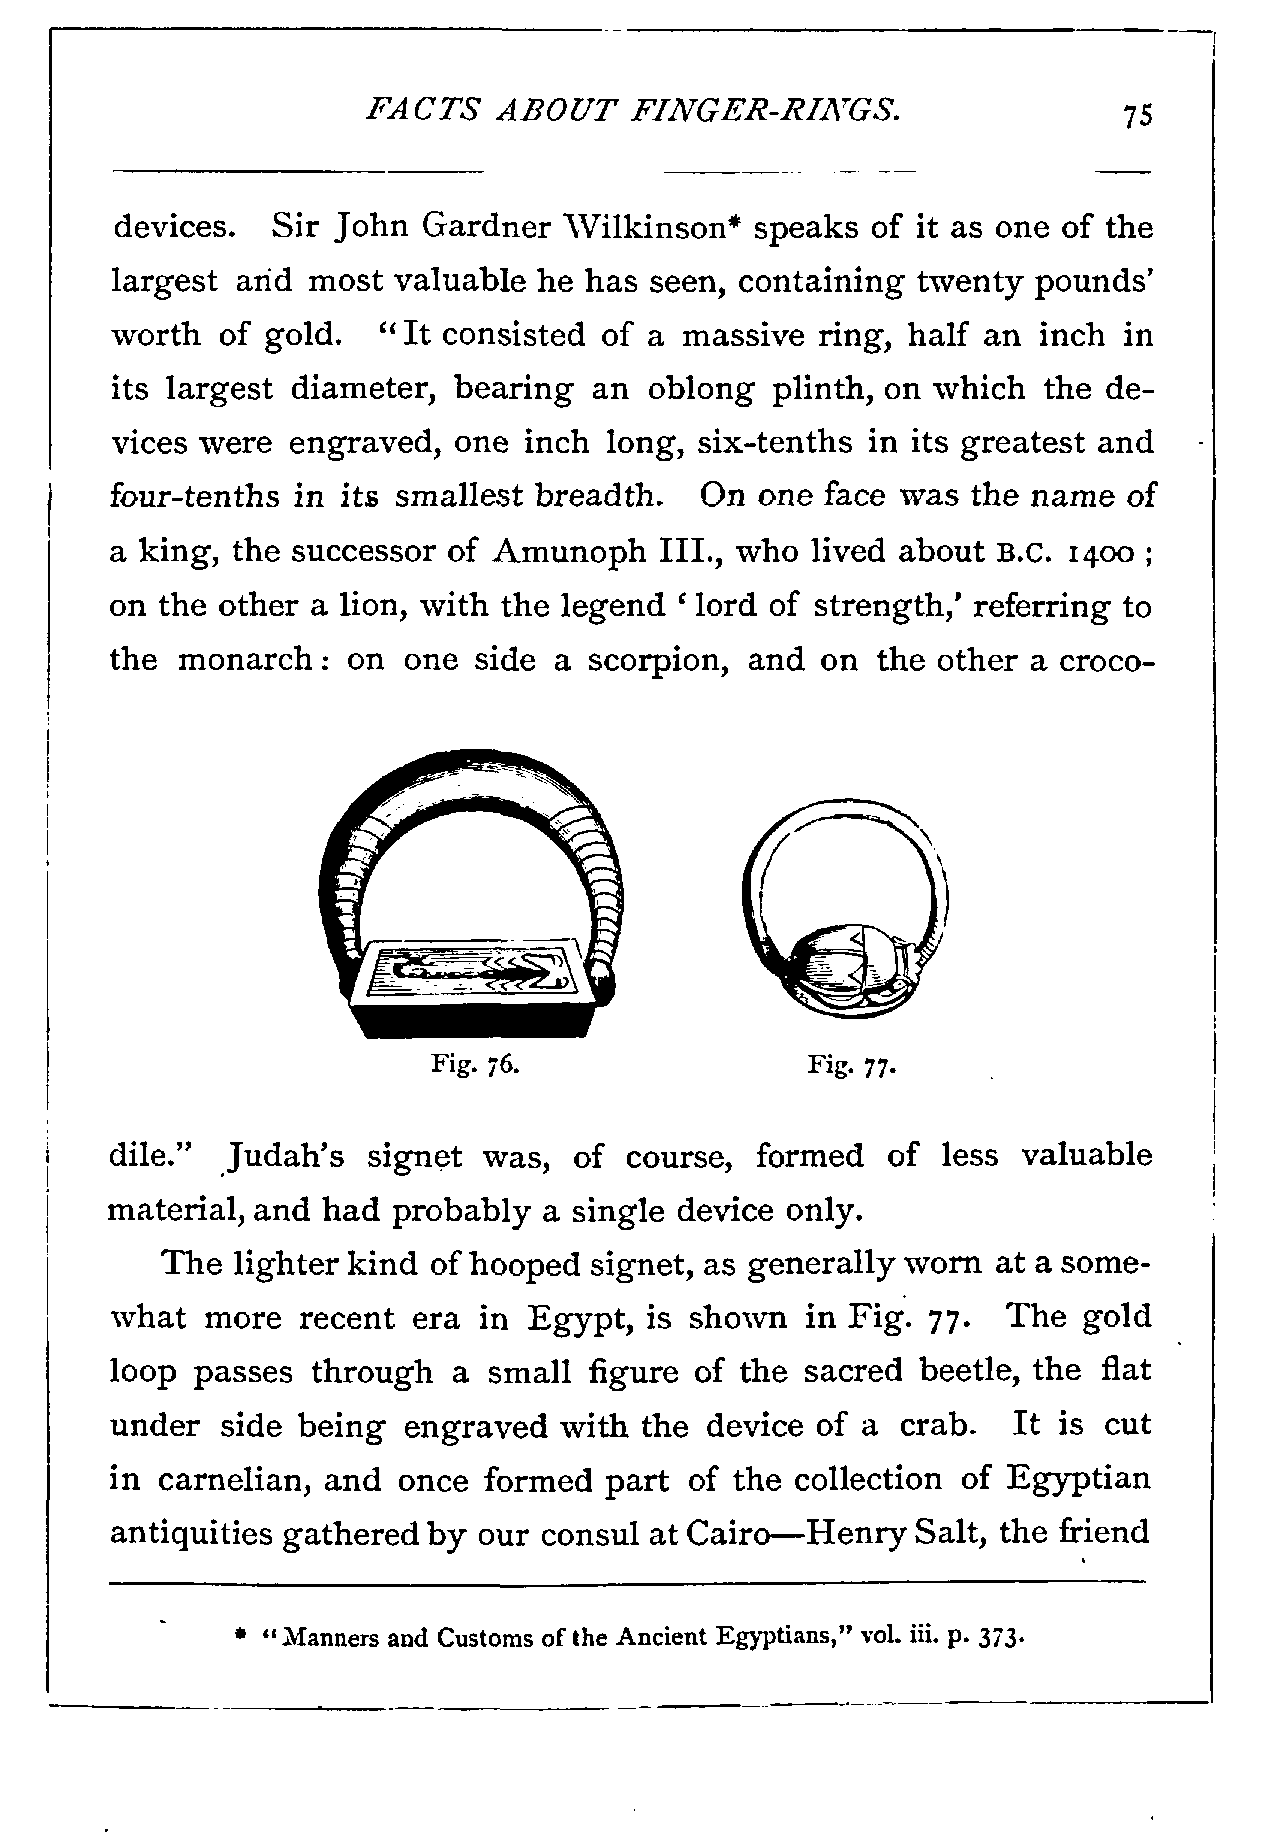 FACTS ABOUT FINGER-RINGS. 75
devices. Sir John Gardner Wilkinson* speaks of it as one of the
largest and most valuable he has seen, containing twenty pounds'
worth of gold. "It consisted of a massive ring, half an inch in
its largest diameter, bearing an oblong plinth, on which the de-
vices were engraved, one inch long, six-tenths in its greatest and
four-tenths in its smallest breadth. On one face was the name of
a king, the successor of Amunoph III., who lived about B.C. 1400 ;
on the other a lion, with the legend ‘lord of strength,’ referring to
the monarch : on one side a scorpion, and on the other a croco-
Fig. 76. Fig. 77.
dile." Judah's signet was, of course, formed of less valuable
material, and had probably a single device only.
The lighter kind of hooped signet, as generally worn at a some-
what more recent era in Egypt, is shown in Fig. 77. The gold
loop passes through a small figure of the sacred beetle, the flat
under side being engraved with the device of a crab. It is cut
in carnelian, and once formed part of the collection of Egyptian
antiquities gathered by our consul at Cairo—Henry Salt, the friend
* "Manners and Customs of the Ancient Egyptians," vol. iii. p. 373.